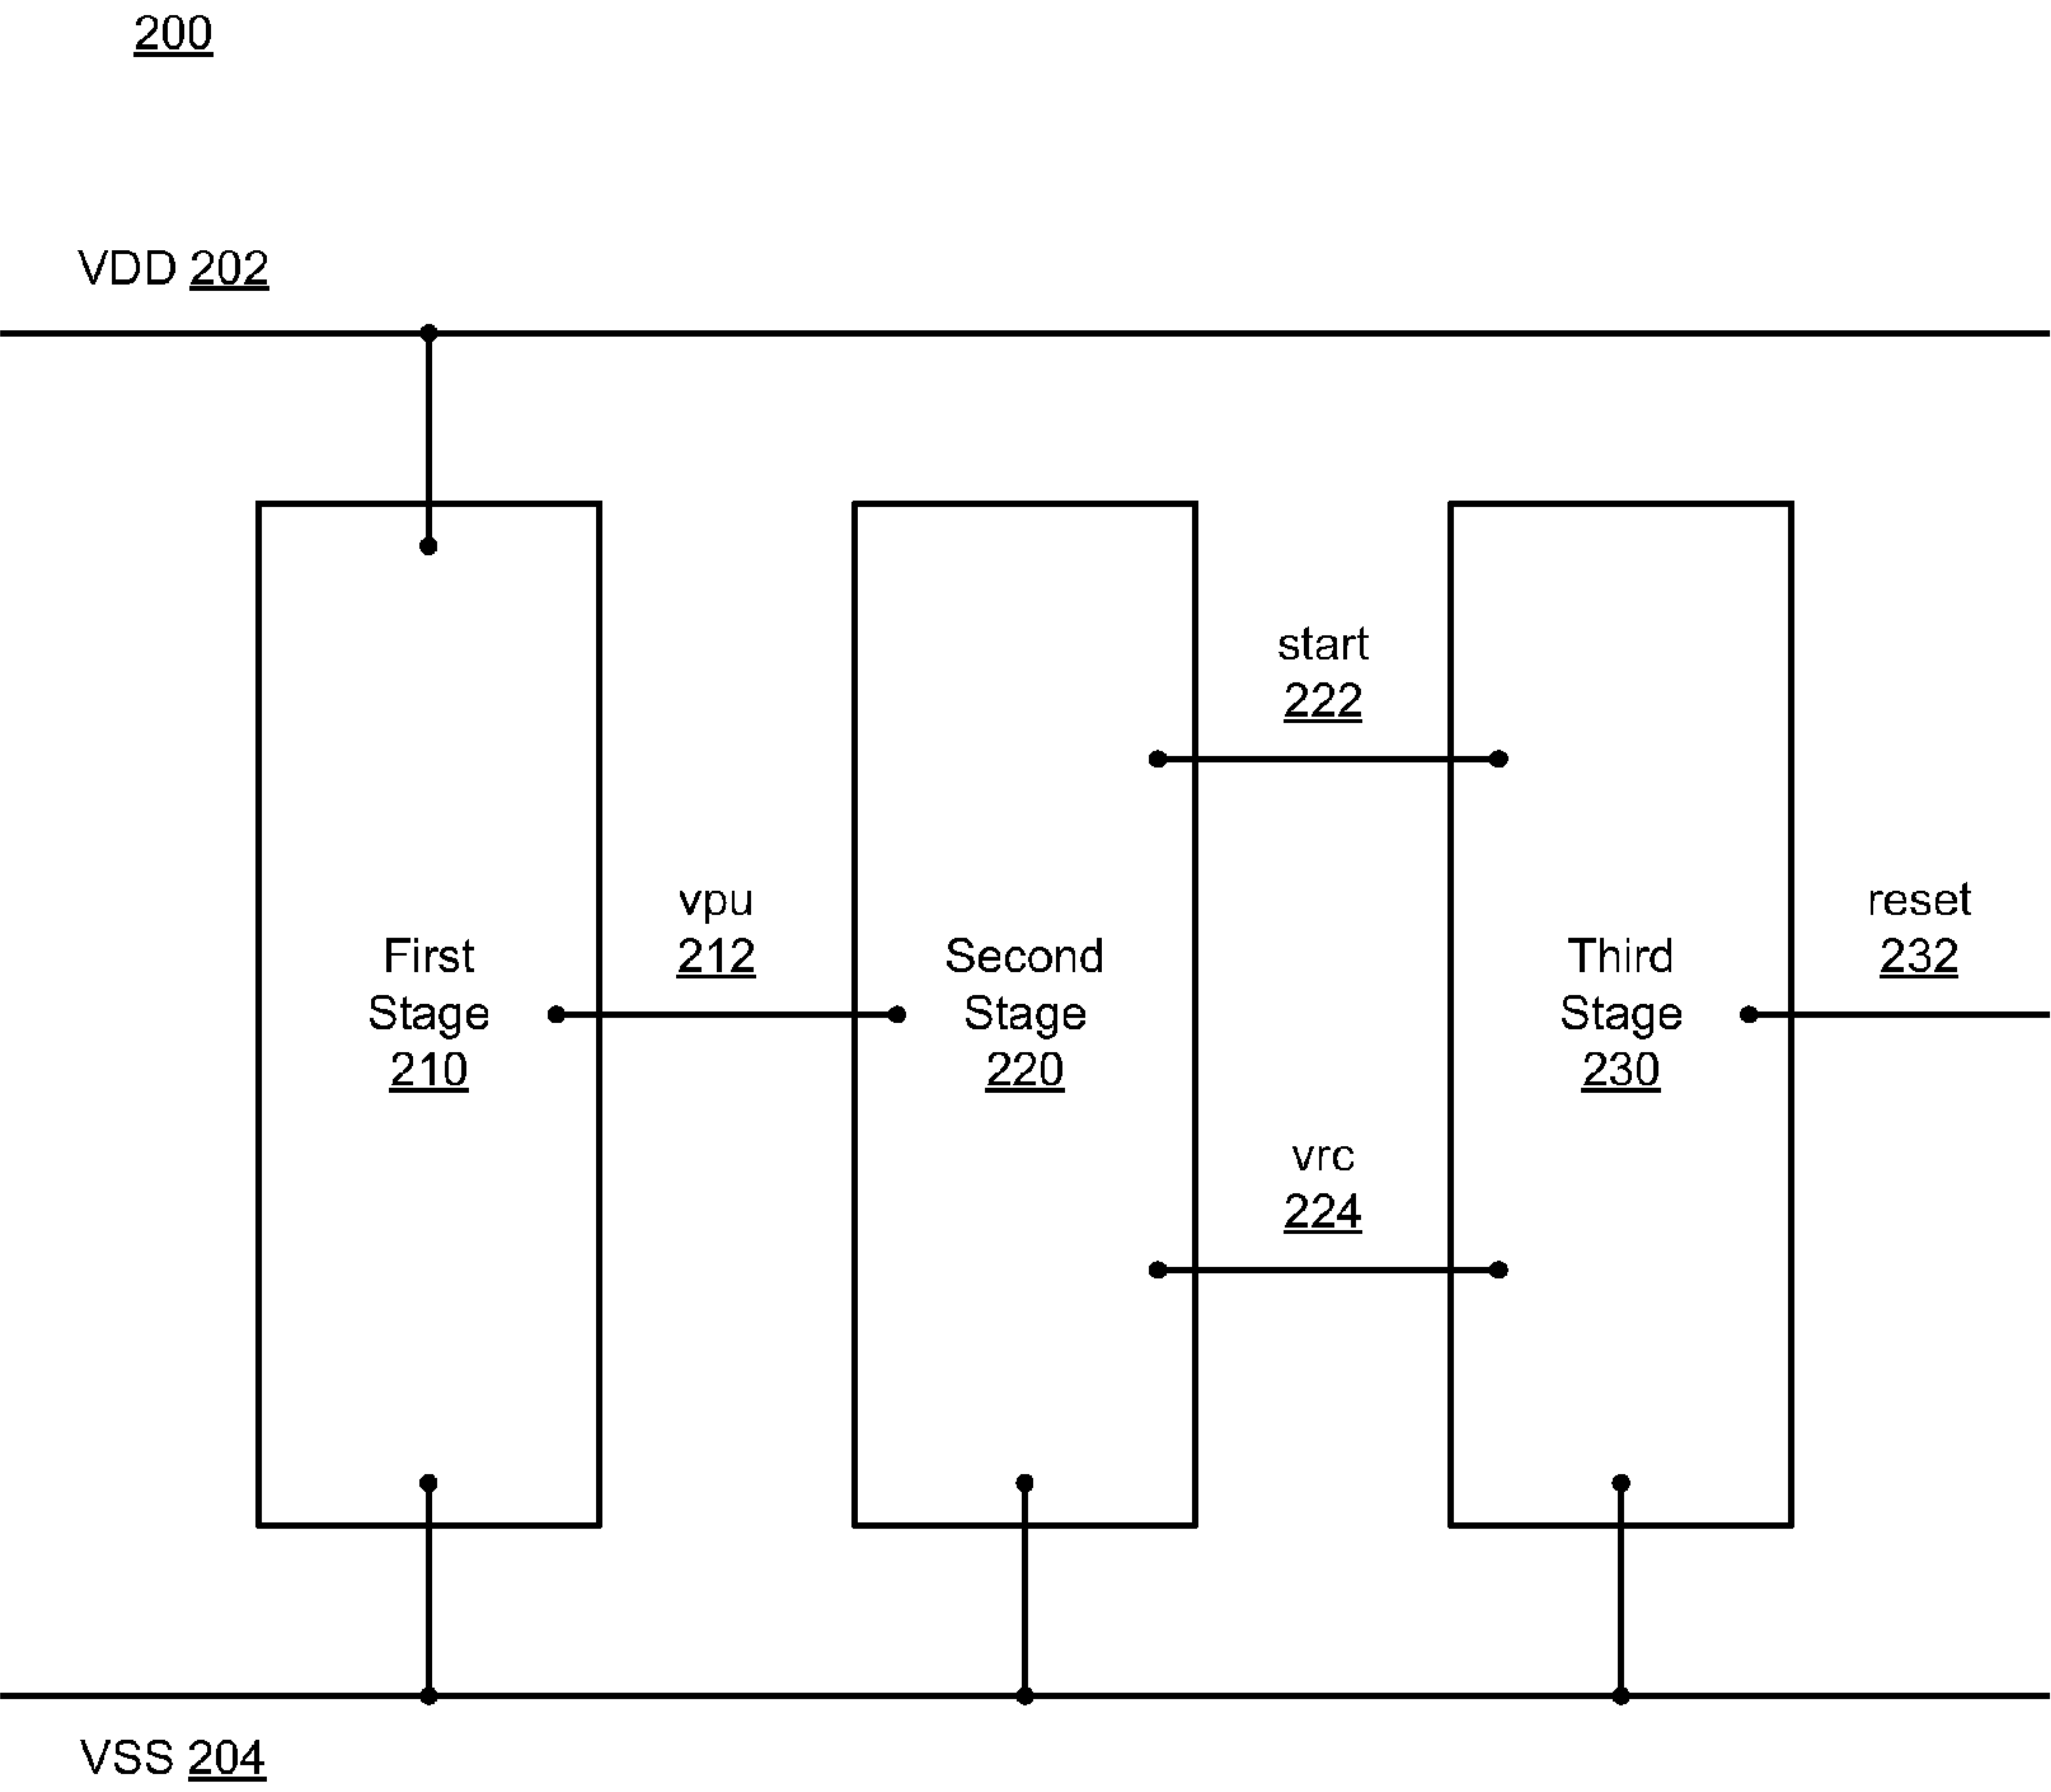 200
VDD 202
start
222
vpu
212
First
Stage
210
Second
Stage
220
Third
Stage
230
reset
232
vrc
224
VSS 204